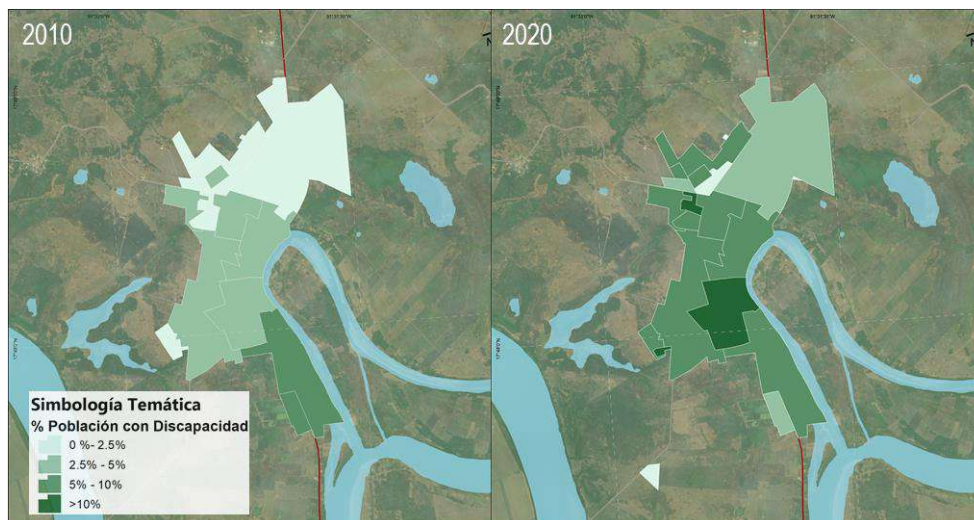 2010
2020
N
Simbología Temática
% Población con Discapacidad
0 %- 2.5%
2.5% - 5%
5% - 10%
>10%